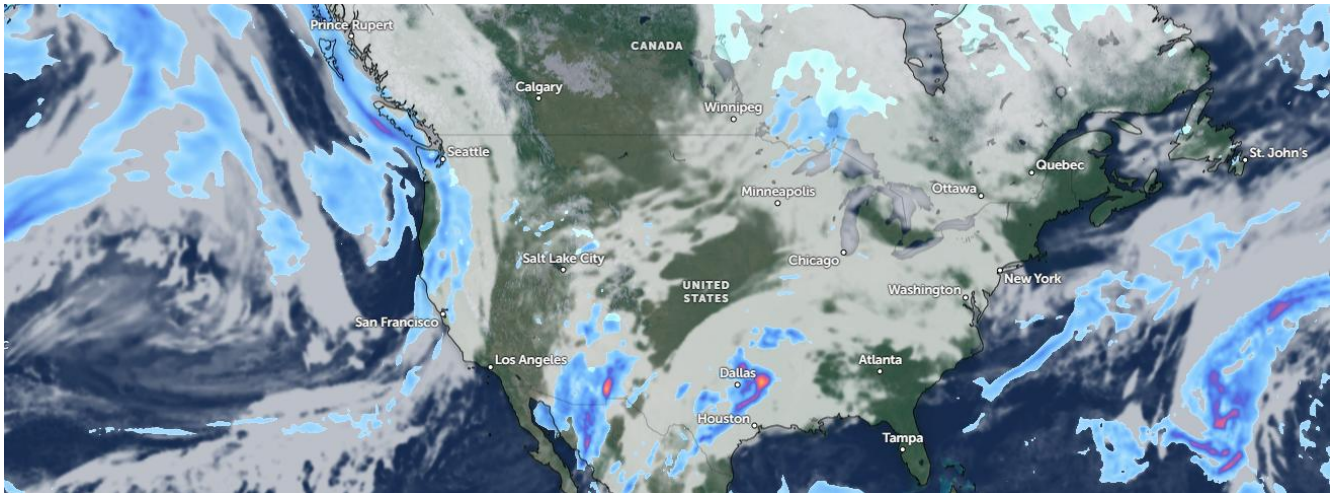 Prince Rupert
CANADA
Calgary
Winnipeg
Seattle
Quebec
St. John's
Minneapolis
Ottawa
Salt Lake City
Chicago
UNITED
STATES
New York
Washington
San Francisco
Los Angeles
Dallas
Atlanta
Houston
Tampa